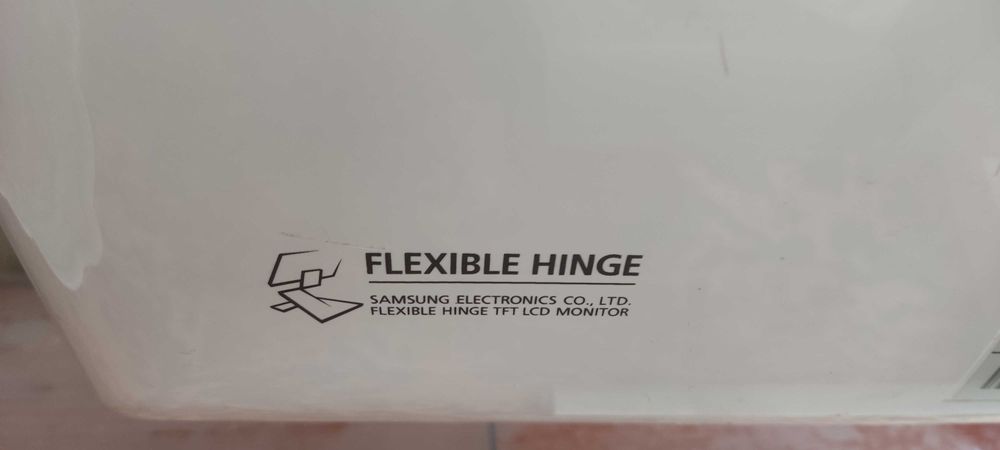 FLEXIBLE HINGE
SAMSUNG ELECTRONICS CO., LTD.
FLEXIBLE HINGE TFT LCD MONITOR